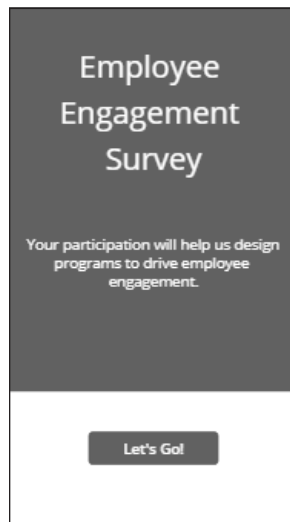 Employee
Engagement
Survey
Your participation will help us design
programs to drive employee
engagement.
Let's Go!